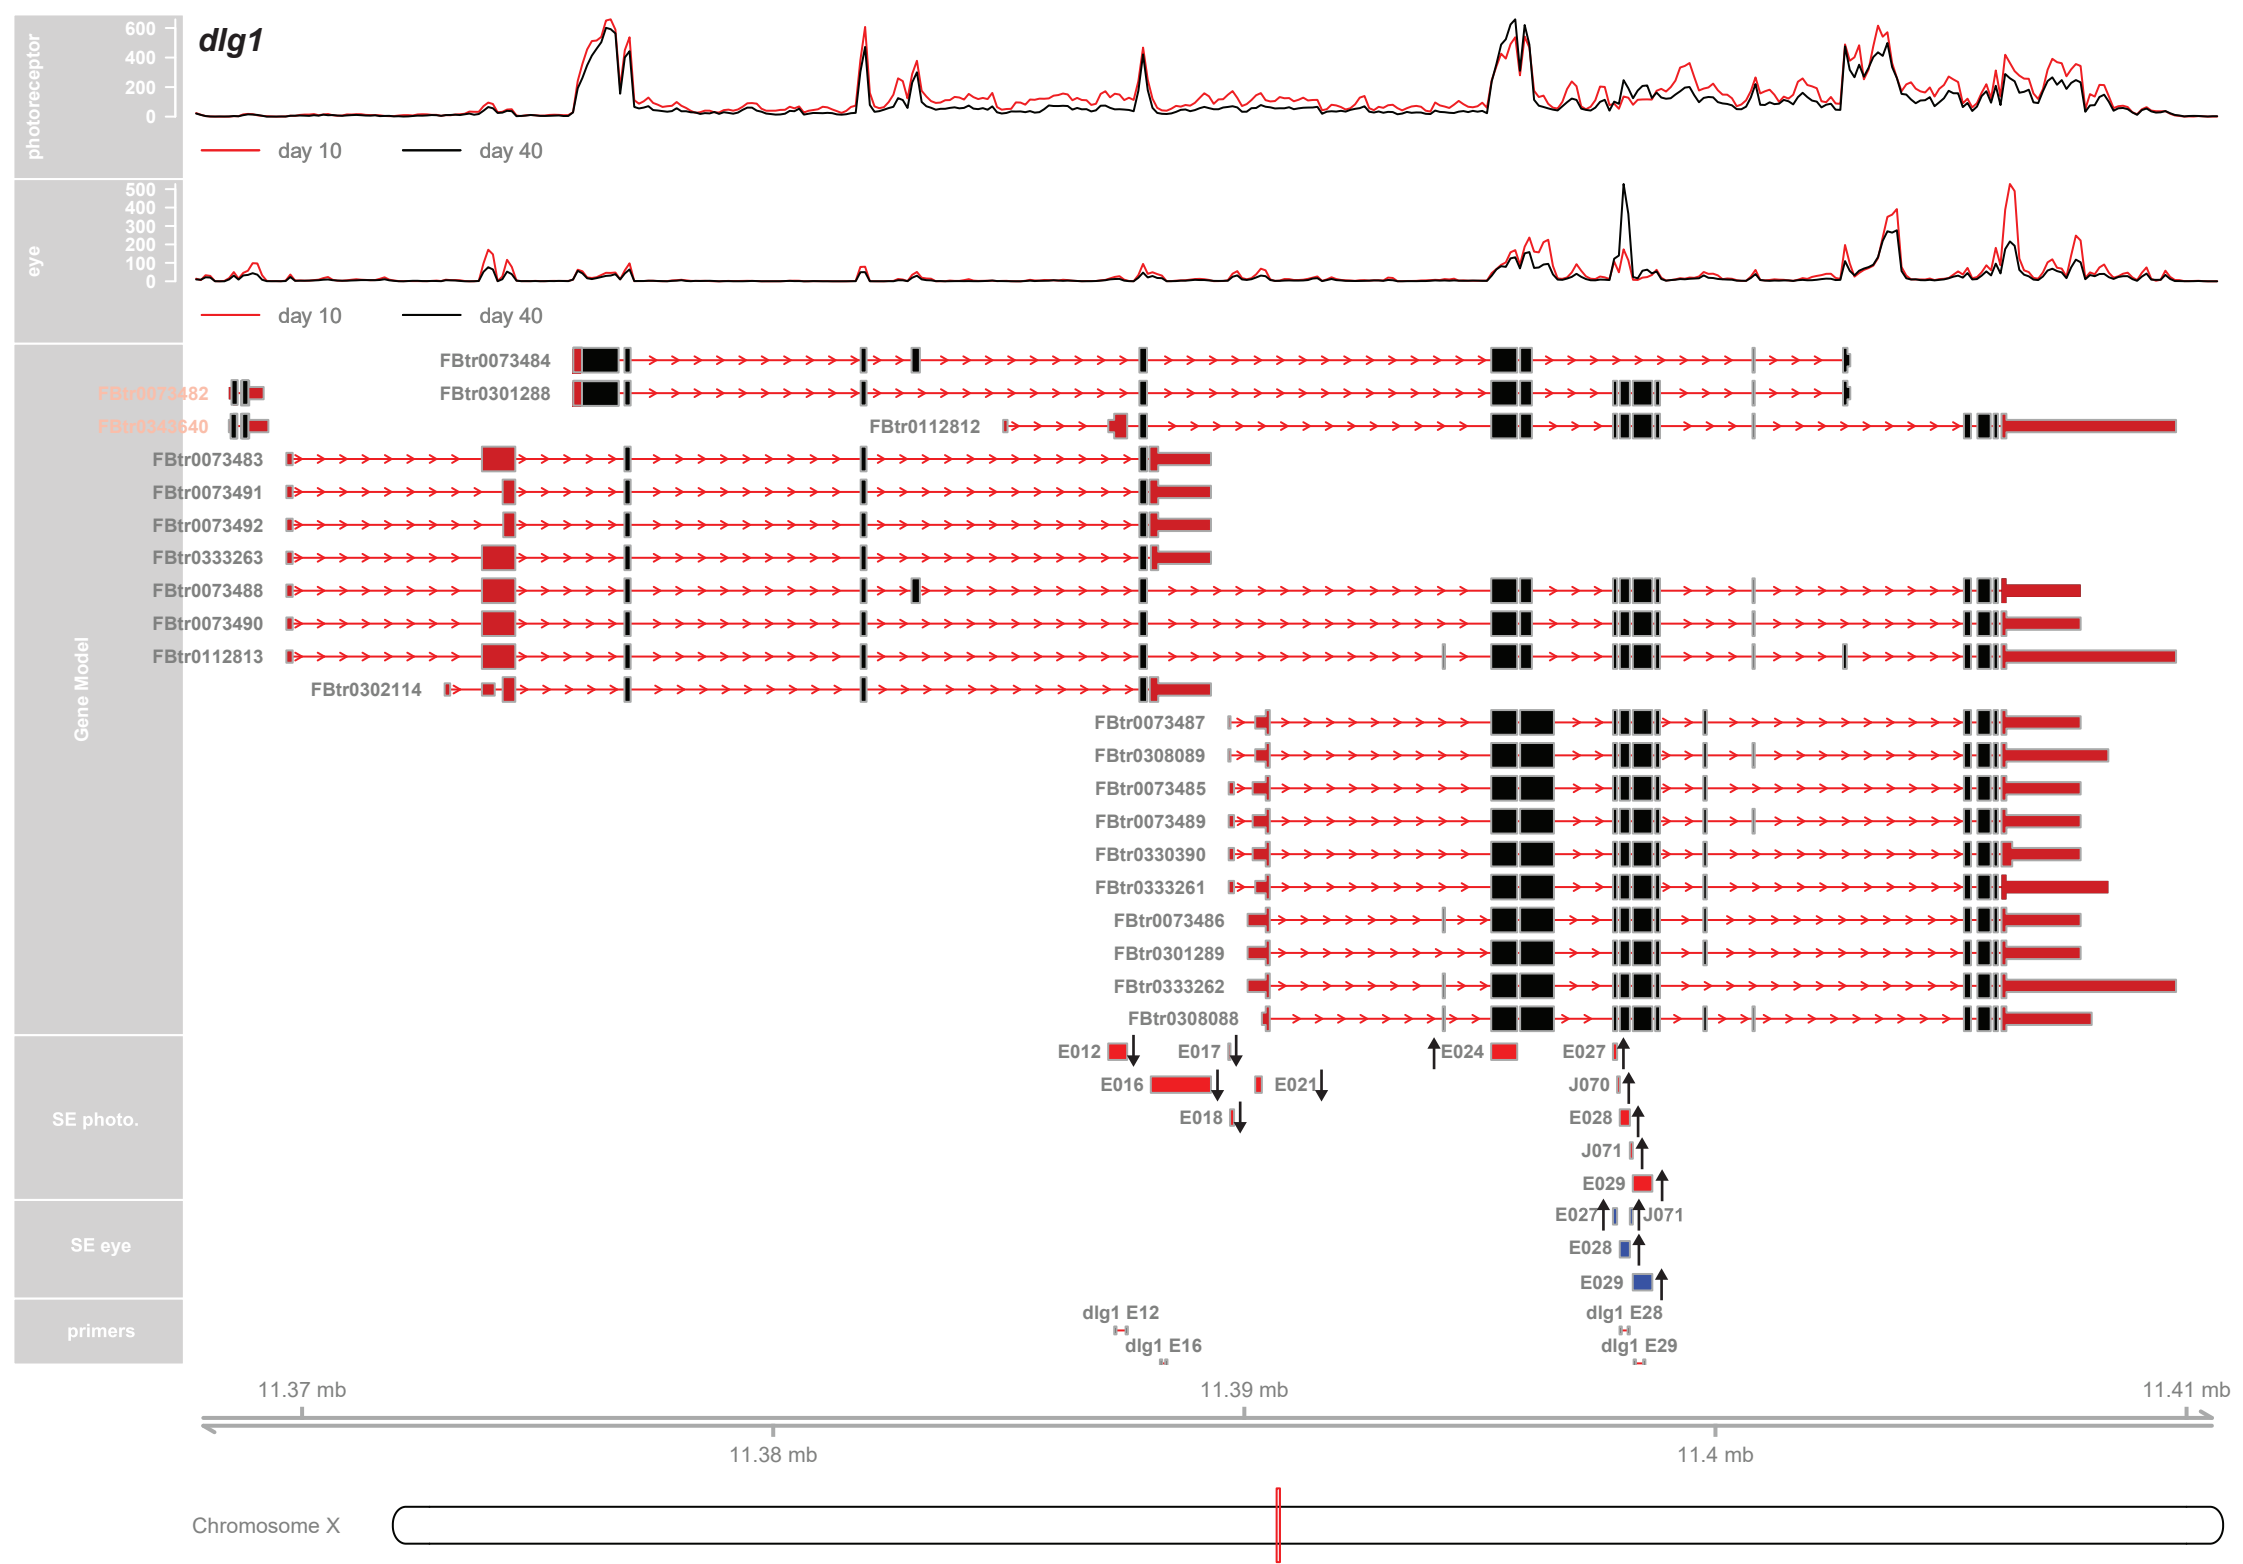 photoreceptor
600
400
200
0
dlg1
day 10 day 40
eye
500
400
300
200
100
0
day 10 day 40
Gene Model
FBtr0073484
FBtr0073482 FBtr0301288
FBtr0343640 FBtr0112812
FBtr0073483
FBtr0073491
FBtr0073492
FBtr0333263
FBtr0073488
FBtr0073490
FBtr0112813
FBtr0302114
FBtr0073487
FBtr0308089
FBtr0073485
FBtr0073489
FBtr0330390
FBtr0333261
FBtr0073486
FBtr0301289
FBtr0333262
FBtr0308088
SE photo.
E012 E017 E024 E027
E016 E021 J070
E018 E028
J071
E029
SE eye
E027 J071
E028
E029
primers
dlg1 E12 dlg1 E28
dlg1 E16 dlg1 E29
11.37 mb 11.39 mb 11.41 mb
11.38 mb 11.4 mb
Chromosome X